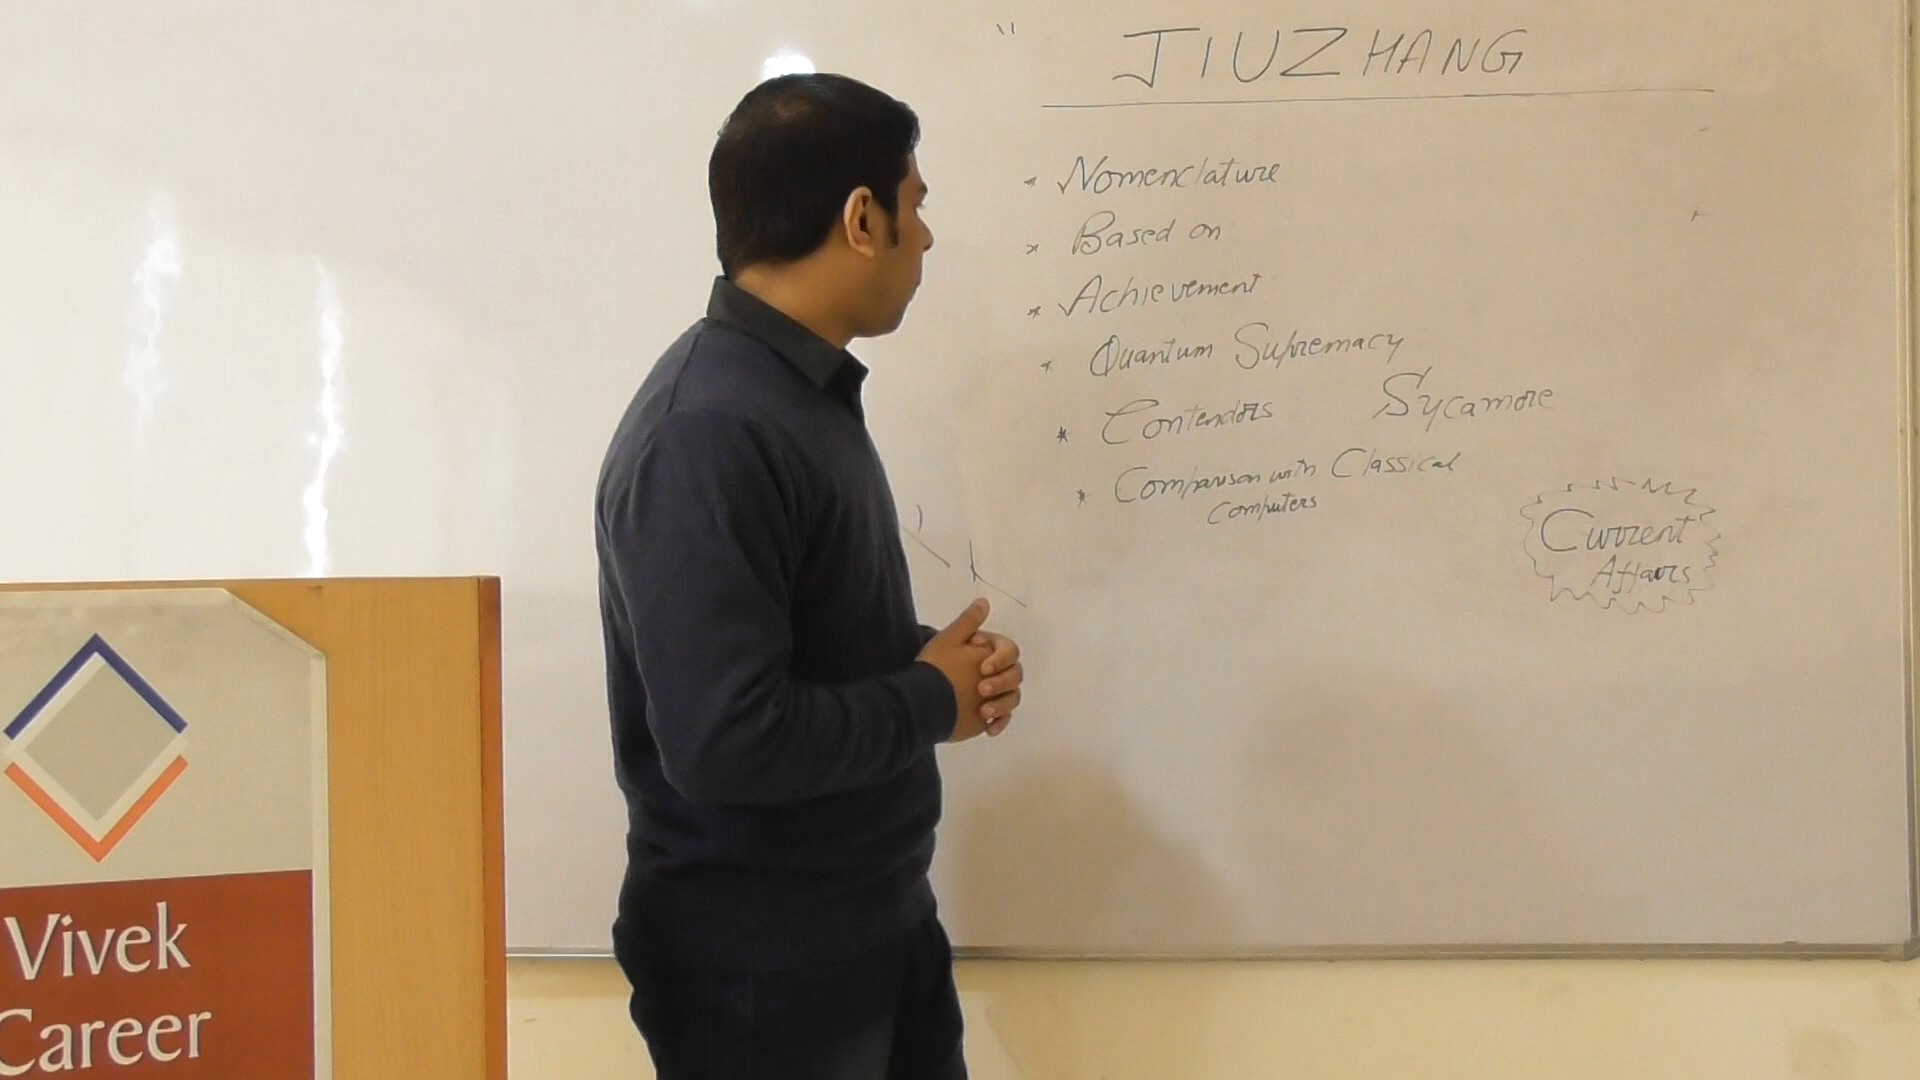 " JIUZHANG
* Nomenclature
* Based on
* Achievement
* Quantum Supremacy
* Contendors Sycamore
* Comparison with Classical
Computers
Current
Affairs
Vivek
Career